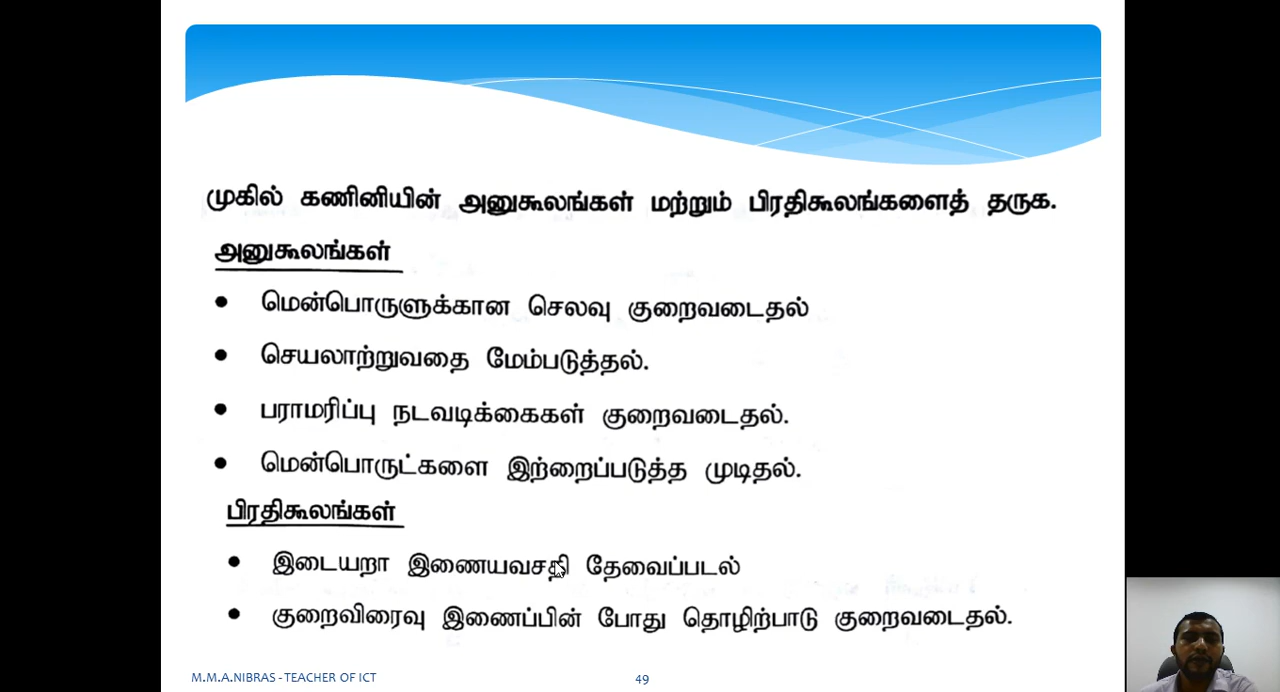 முகில் கணினியின் அனுகூலங்கள் மற்றும் பிரதிகூலங்களைத் தருக.
அனுகூலங்கள்
• மென்பொருளுக்கான செலவு குறைவடைதல்
• செயலாற்றுவதை மேம்படுத்தல்.
• பராமரிப்பு நடவடிக்கைகள் குறைவடைதல்.
• மென்பொருட்களை இற்றைப்படுத்த முடிதல்.
பிரதிகூலங்கள்
• இடையறா இணையவசதி தேவைப்படல்
• குறைவிரைவு இணைப்பின் போது தொழிற்பாடு குறைவடைதல்.
M.M.A.NIBRAS - TEACHER OF ICT
49